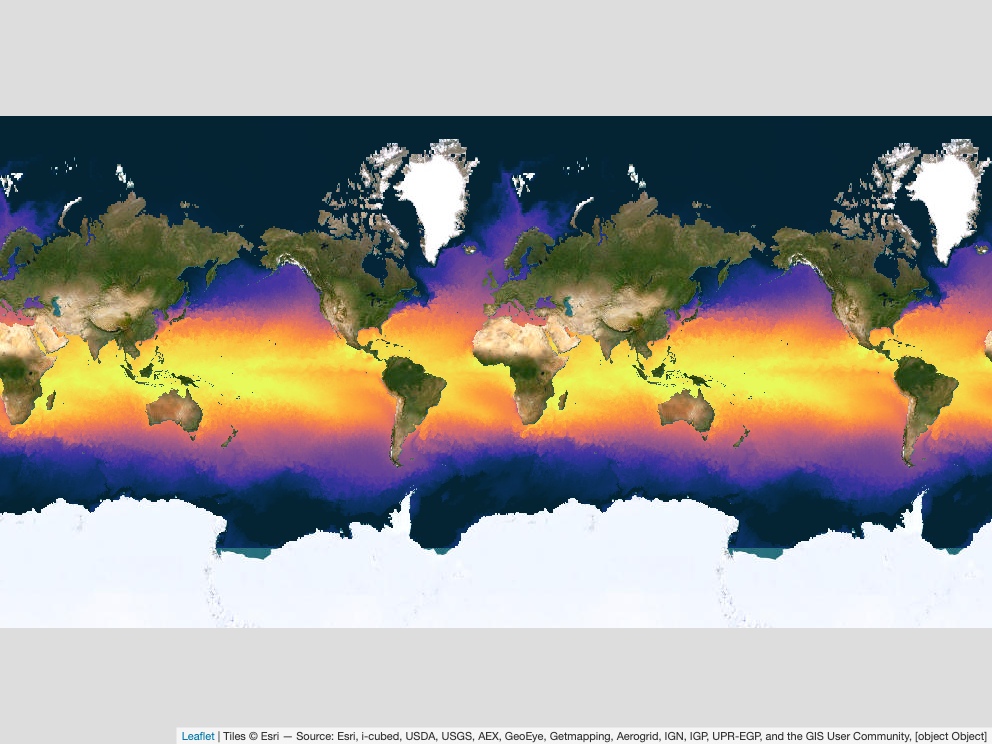 Leaflet | Tiles © Esri — Source: Esri, i-cubed, USDA, USGS, AEX, GeoEye, Getmapping, Aerogrid, IGN, IGP, UPR-EGP, and the GIS User Community, [object Object]